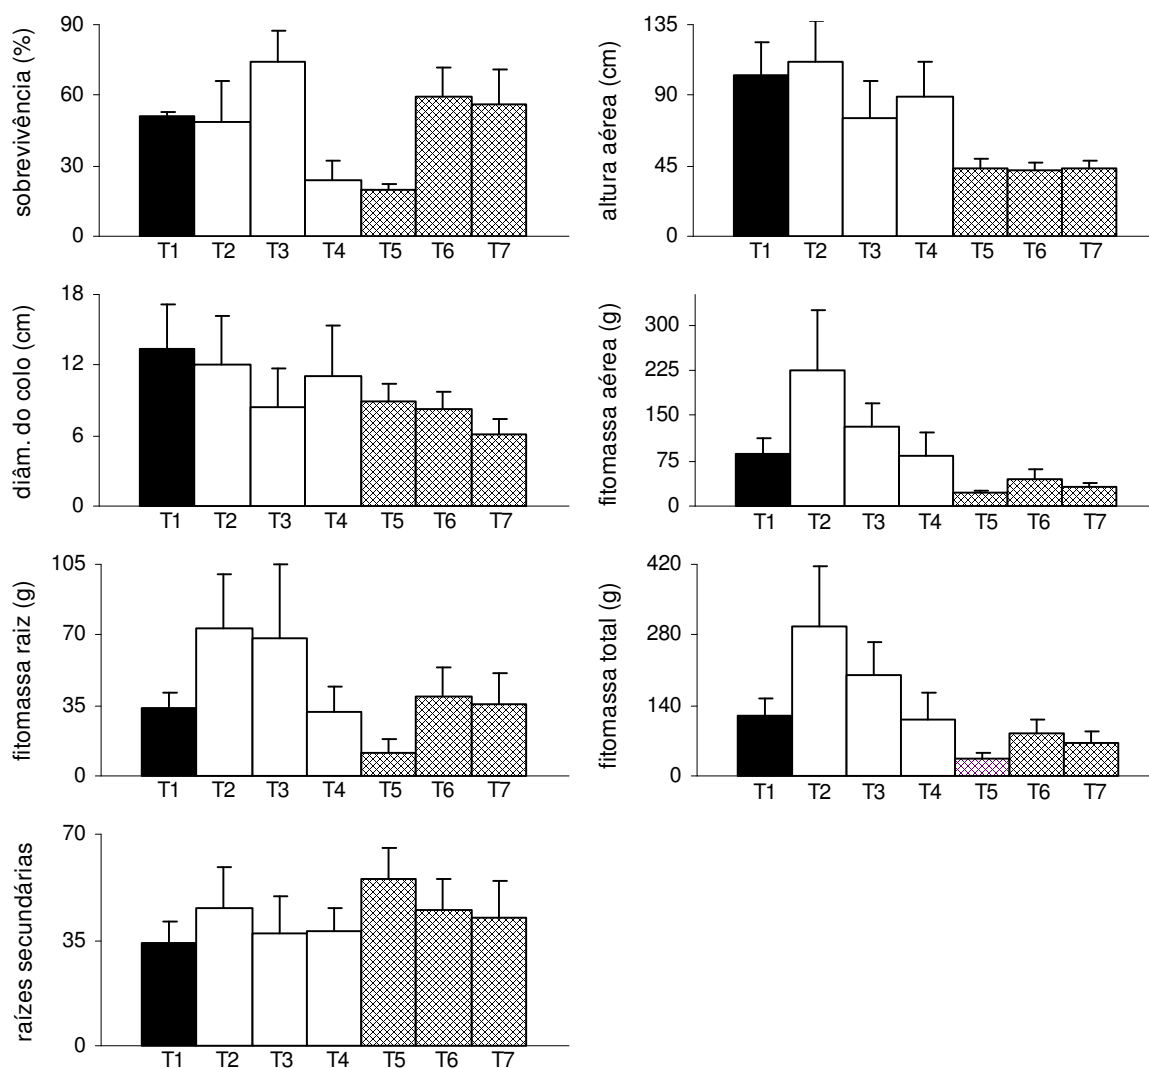 sobrevivência (%)
90
60
30
0
T1 T2 T3 T4 T5 T6 T7
altura aérea (cm)
135
90
45
0
T1 T2 T3 T4 T5 T6 T7
diâm. do colo (cm)
18
12
6
0
T1 T2 T3 T4 T5 T6 T7
fitomassa aérea (g)
300
225
150
75
0
T1 T2 T3 T4 T5 T6 T7
fitomassa raiz (g)
105
70
35
0
T1 T2 T3 T4 T5 T6 T7
fitomassa total (g)
420
280
140
0
T1 T2 T3 T4 T5 T6 T7
raízes secundárias
70
35
0
T1 T2 T3 T4 T5 T6 T7